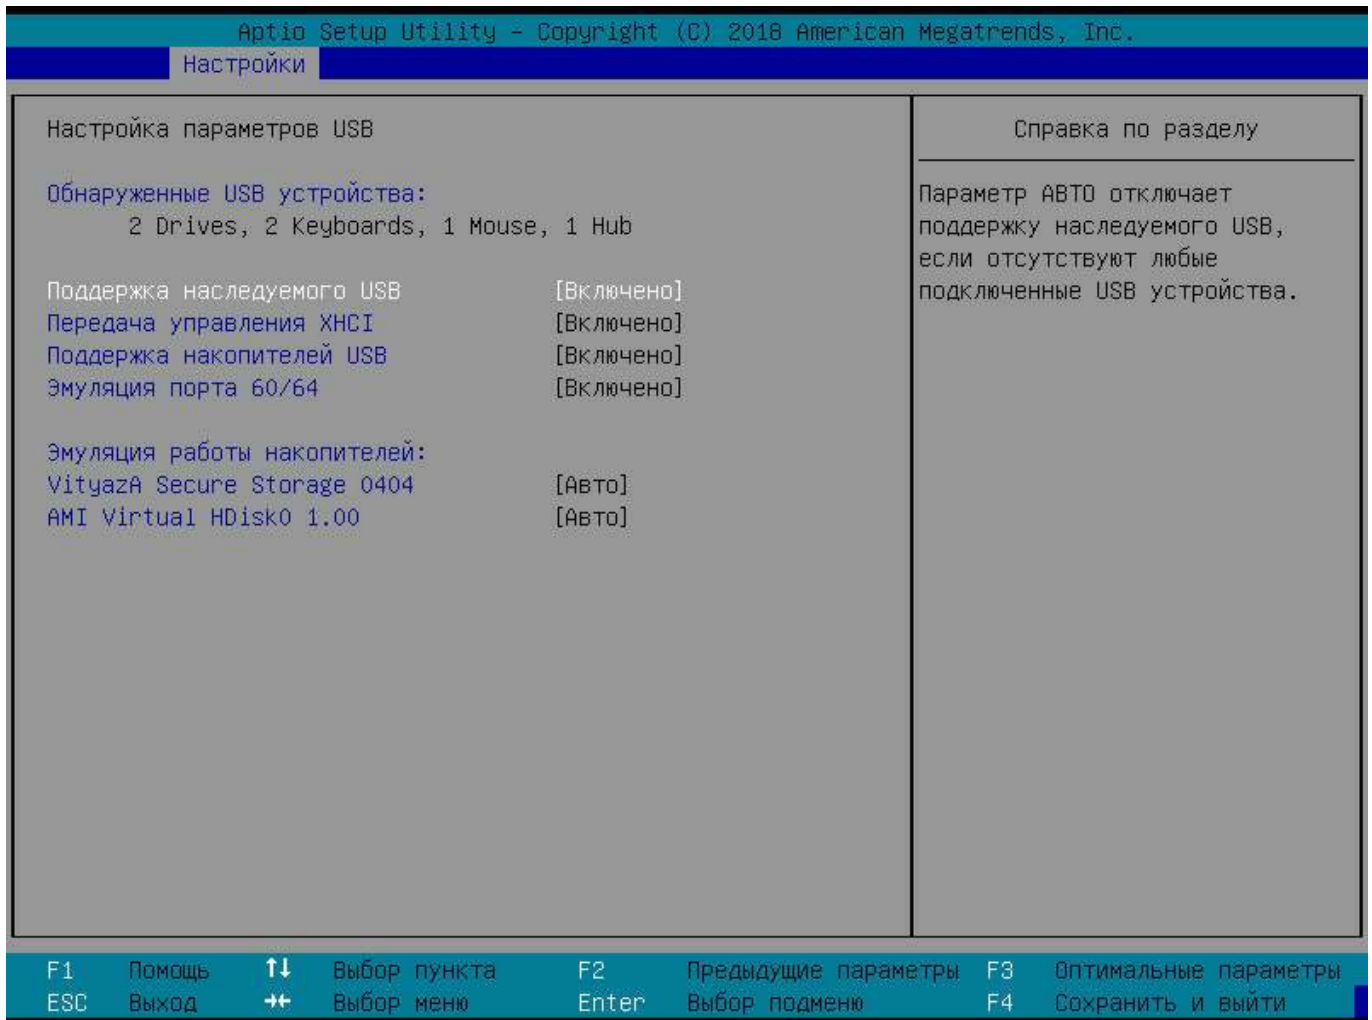 Aptio Setup Utility – Copyright (C) 2018 American Megatrends, Inc.
Настройки
Настройка параметров USB
Обнаруженные USB устройства:
2 Drives, 2 Keyboards, 1 Mouse, 1 Hub
Поддержка наследуемого USB [Включено]
Передача управления XHCI [Включено]
Поддержка накопителей USB [Включено]
Эмуляция порта 60/64 [Включено]
Эмуляция работы накопителей:
VityazA Secure Storage 0404 [Авто]
AMI Virtual HDisk0 1.00 [Авто]
Справка по разделу
Параметр АВТО отключает
поддержку наследуемого USB,
если отсутствуют любые
подключенные USB устройства.
F1 Помощь ↑↓ Выбор пункта F2 Предыдущие параметры F3 Оптимальные параметры
ESC Выход →← Выбор меню Enter Выбор подменю F4 Сохранить и выйти